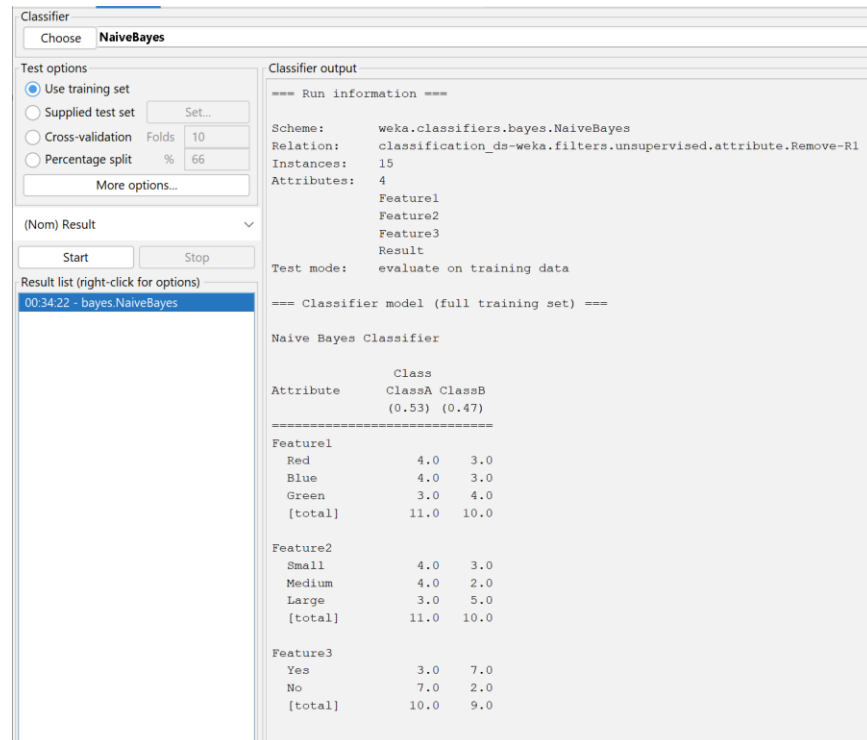 Classifier
Choose NaiveBayes
Test options
Use training set
Supplied test set Set...
Cross-validation Folds 10
Percentage split % 66
More options...
(Nom) Result
Start Stop
Result list (right-click for options)
00:34:22 - bayes.NaiveBayes
Classifier output
=== Run information ===
Scheme: weka.classifiers.bayes.NaiveBayes
Relation: classification_ds-weka.filters.unsupervised.attribute.Remove-R1
Instances: 15
Attributes: 4
Feature1
Feature2
Feature3
Result
Test mode: evaluate on training data
=== Classifier model (full training set) ===
Naive Bayes Classifier
Class
Attribute ClassA ClassB
(0.53) (0.47)
==============================
Feature1
Red 4.0 3.0
Blue 4.0 3.0
Green 3.0 4.0
[total] 11.0 10.0
Feature2
Small 4.0 3.0
Medium 4.0 2.0
Large 3.0 5.0
[total] 11.0 10.0
Feature3
Yes 3.0 7.0
No 7.0 2.0
[total] 10.0 9.0